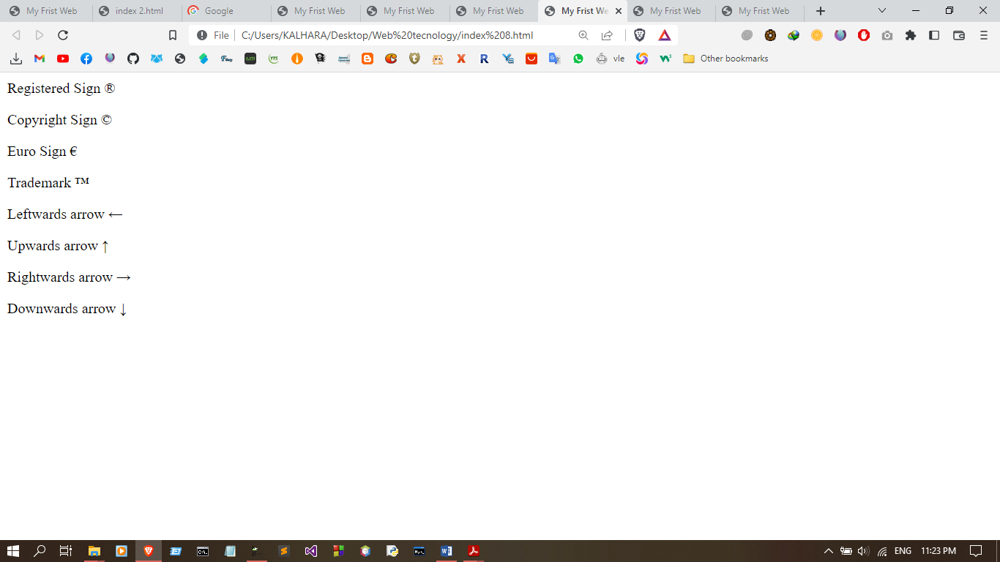 My Frist Web
index 2.html
Google
My Frist Web
My Frist Web
My Frist Web
My Frist We
My Frist Web
My Frist Web
File
C:/Users/KALHARA/Desktop/Web%20tecnology/index%208.html
vle
Other bookmarks
Registered Sign ®
Copyright Sign ©
Euro Sign €
Trademark ™
Leftwards arrow ←
Upwards arrow ↑
Rightwards arrow →
Downwards arrow ↓
ENG
11:23 PM